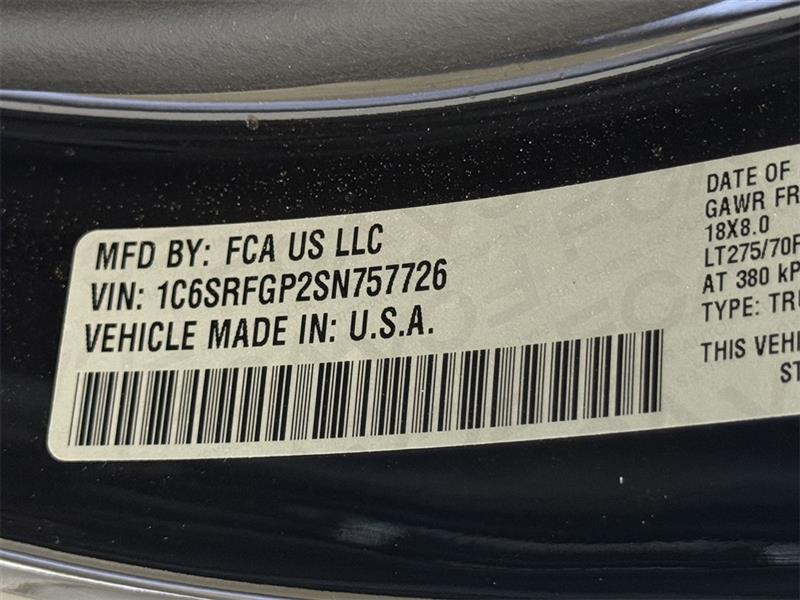 MFD BY: FCA US LLC
VIN: 1C6SRFGP2SN757726
VEHICLE MADE IN: U.S.A.
DATE OF
GAWR FR
18X8.0
LT275/70R
AT 380 kP
TYPE: TR
THIS VEHI
ST